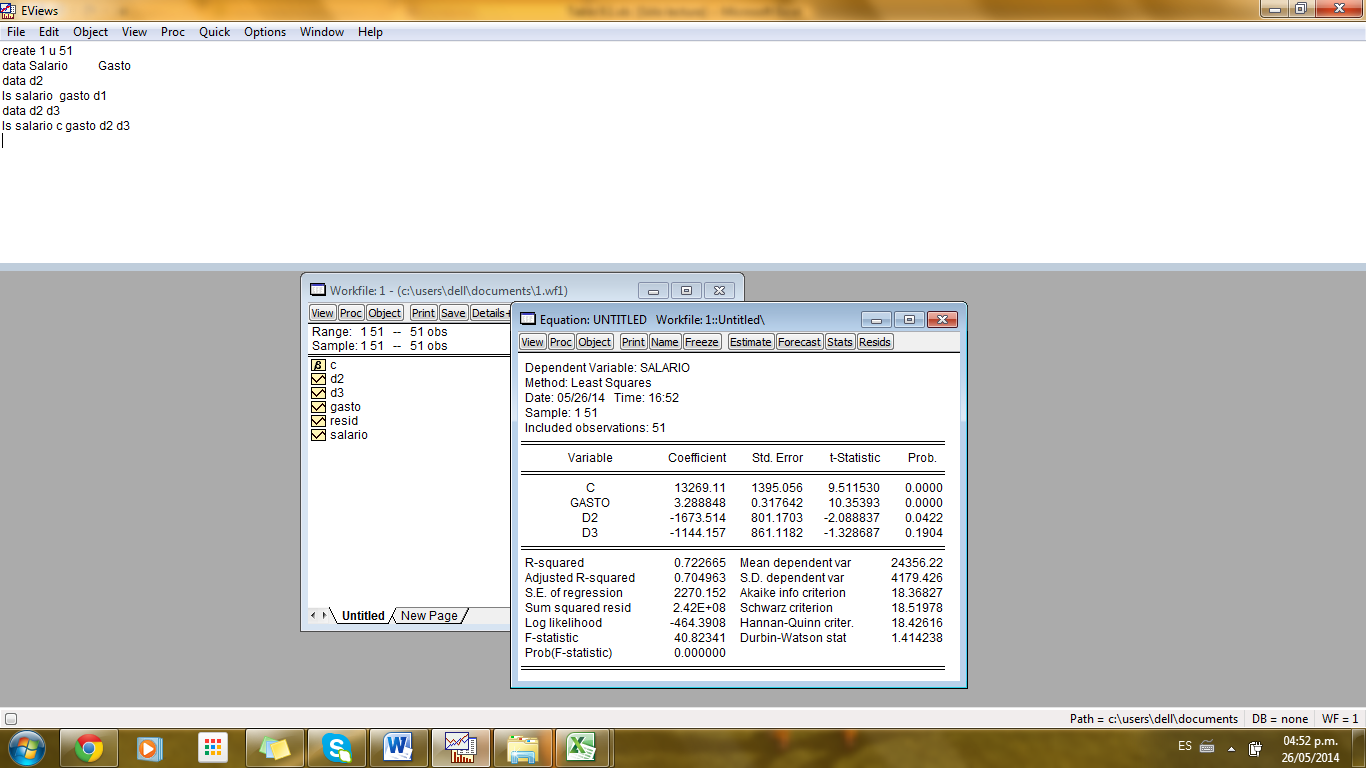 EViews
File Edit Object View Proc Quick Options Window Help
create 1 u 51
data Salario Gasto
data d2
ls salario gasto d1
data d2 d3
ls salario c gasto d2 d3
Workfile: 1 - (c:\users\dell\documents\1.wf1)
View Proc Object Print Save Details+
Range: 1 51 -- 51 obs
Sample: 1 51 -- 51 obs
c
d2
d3
gasto
resid
salario
Untitled New Page
Equation: UNTITLED Workfile: 1::Untitled\
View Proc Object Print Name Freeze Estimate Forecast Stats Resids
Dependent Variable: SALARIO
Method: Least Squares
Date: 05/26/14 Time: 16:52
Sample: 1 51
Included observations: 51
Variable Coefficient Std. Error t-Statistic Prob.
C 13269.11 1395.056 9.511530 0.0000
GASTO 3.288848 0.317642 10.35393 0.0000
D2 -1673.514 801.1703 -2.088837 0.0422
D3 -1144.157 861.1182 -1.328687 0.1904
R-squared 0.722665 Mean dependent var 24356.22
Adjusted R-squared 0.704963 S.D. dependent var 4179.426
S.E. of regression 2270.152 Akaike info criterion 18.36827
Sum squared resid 2.42E+08 Schwarz criterion 18.51978
Log likelihood -464.3908 Hannan-Quinn criter. 18.42616
F-statistic 40.82341 Durbin-Watson stat 1.414238
Prob(F-statistic) 0.000000
Path = c:\users\dell\documents DB = none WF = 1
ES 04:52 p.m.
26/05/2014